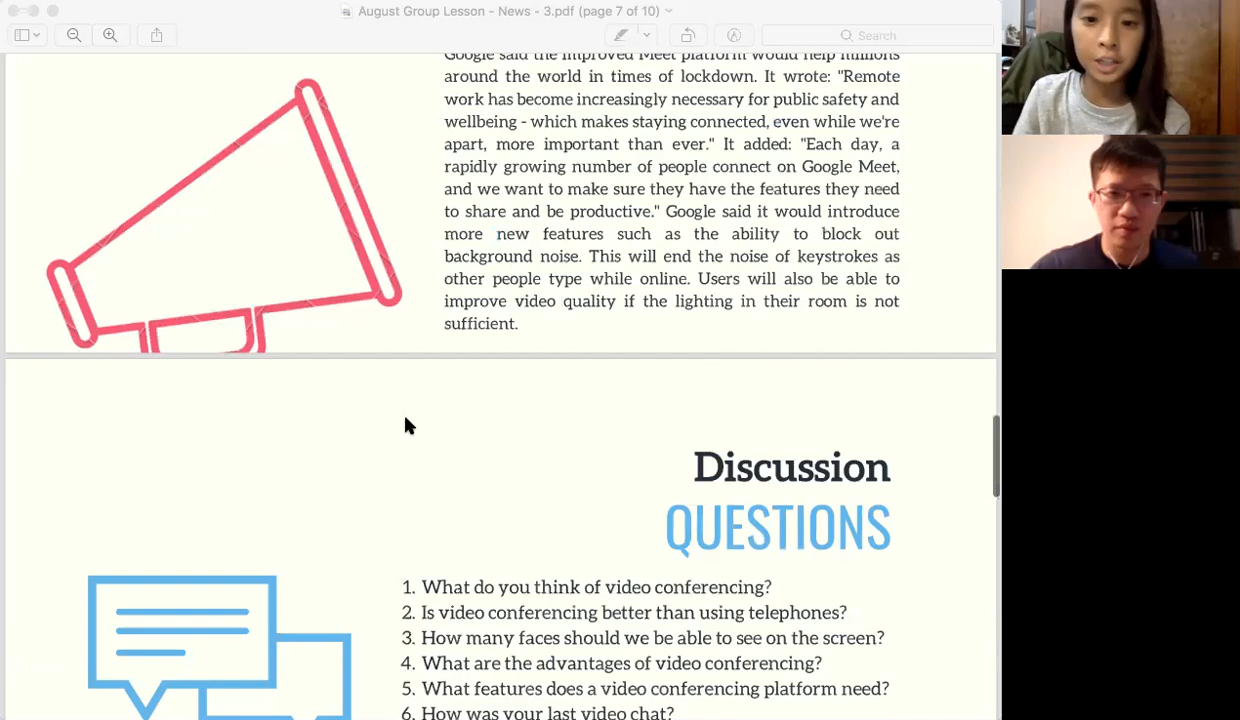 August Group Lesson - News - 3.pdf (page 7 of 10)
Search
Google said the improved Meet platform would help millions
around the world in times of lockdown. It wrote: "Remote
work has become increasingly necessary for public safety and
wellbeing - which makes staying connected, even while we're
apart, more important than ever." It added: "Each day, a
rapidly growing number of people connect on Google Meet,
and we want to make sure they have the features they need
to share and be productive." Google said it would introduce
more new features such as the ability to block out
background noise. This will end the noise of keystrokes as
other people type while online. Users will also be able to
improve video quality if the lighting in their room is not
sufficient.
Discussion
QUESTIONS
1. What do you think of video conferencing?
2. Is video conferencing better than using telephones?
3. How many faces should we be able to see on the screen?
4. What are the advantages of video conferencing?
5. What features does a video conferencing platform need?
6. How was your last video chat?